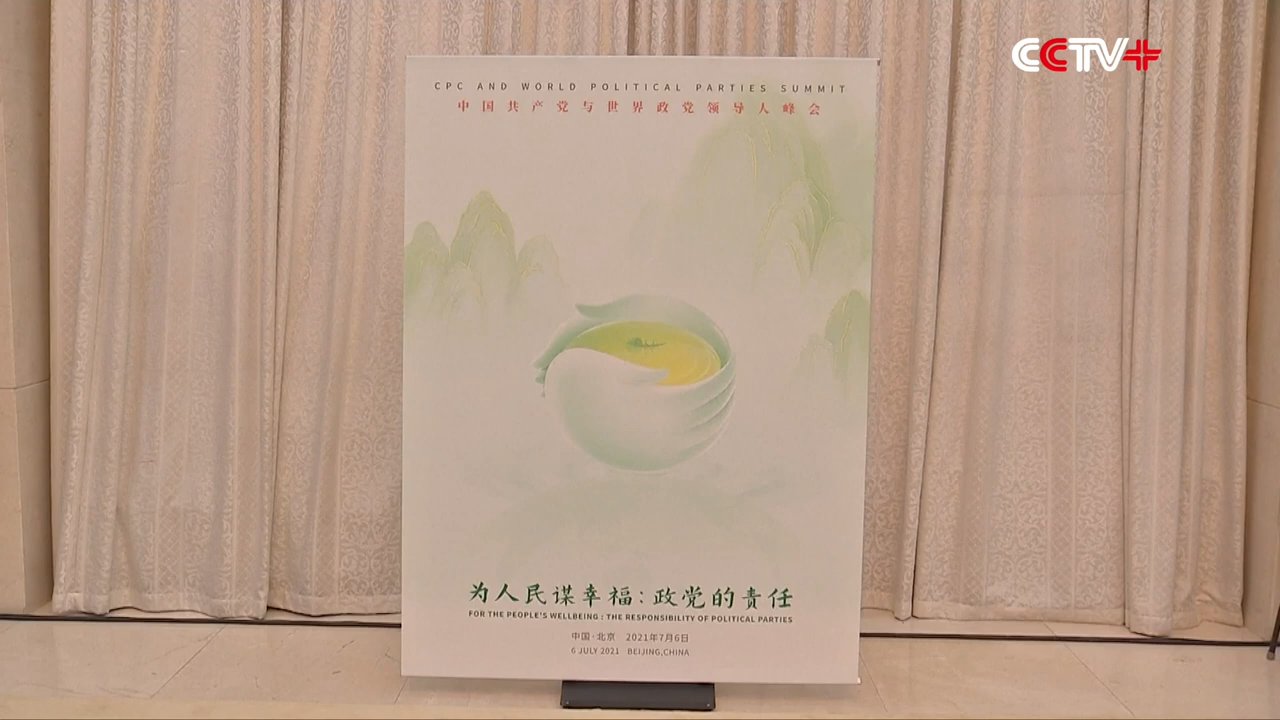 CCTV+
CPC AND WORLD POLITICAL PARTIES SUMMIT
中国共产党与世界政党领导人峰会
为人民谋幸福:政党的责任
FOR THE PEOPLE'S WELLBEING : THE RESPONSIBILITY OF POLITICAL PARTIES
中国·北京 2021年7月6日
6 JULY 2021 BEIJING,CHINA